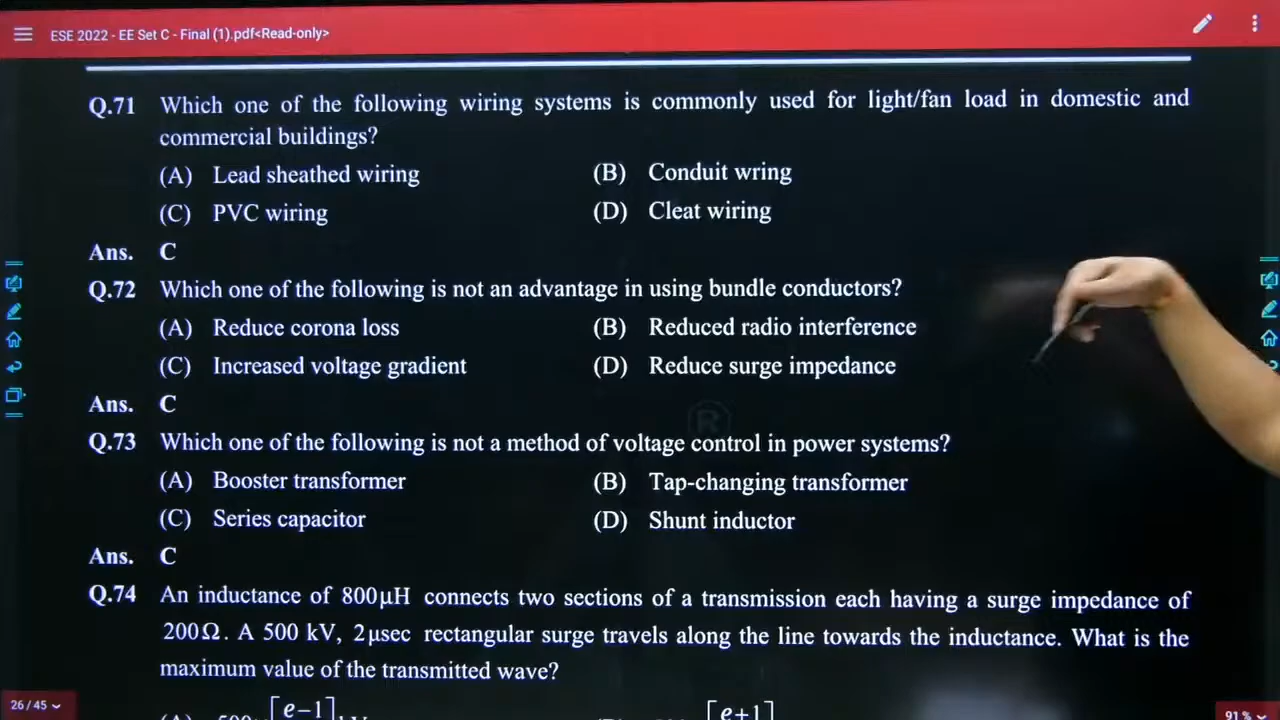 ESE 2022 - EE Set C - Final (1).pdf<Read-only>
Q.71 Which one of the following wiring systems is commonly used for light/fan load in domestic and
commercial buildings?
(A) Lead sheathed wiring (B) Conduit wring
(C) PVC wiring (D) Cleat wiring
Ans. C
Q.72 Which one of the following is not an advantage in using bundle conductors?
(A) Reduce corona loss (B) Reduced radio interference
(C) Increased voltage gradient (D) Reduce surge impedance
Ans. C
®
Q.73 Which one of the following is not a method of voltage control in power systems?
(A) Booster transformer (B) Tap-changing transformer
(C) Series capacitor (D) Shunt inductor
Ans. C
Q.74 An inductance of 800μH connects two sections of a transmission each having a surge impedance of
200Ω. A 500 kV, 2μsec rectangular surge travels along the line towards the inductance. What is the
maximum value of the transmitted wave?
[e−1] [e+1]
26 / 45 91%